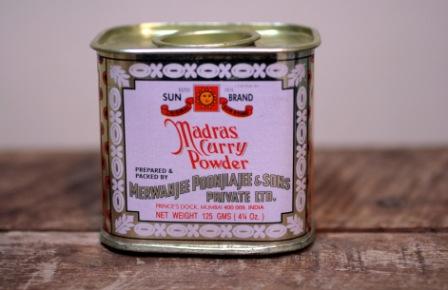 SUN BRAND
Madras
Curry
Powder
PREPARED &
PACKED BY
MERWANJEE POONJIAJEE & SONS
PRIVATE LTD.
PRINCE'S DOCK, MUMBAI 400 009, INDIA
NET WEIGHT 125 GMS ( 4¼ Oz. )